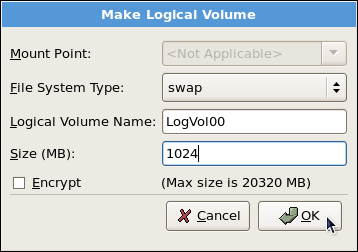 Make Logical Volume
Mount Point: <Not Applicable>
File System Type: swap
Logical Volume Name: LogVol00
Size (MB): 1024
Encrypt (Max size is 20320 MB)
Cancel OK